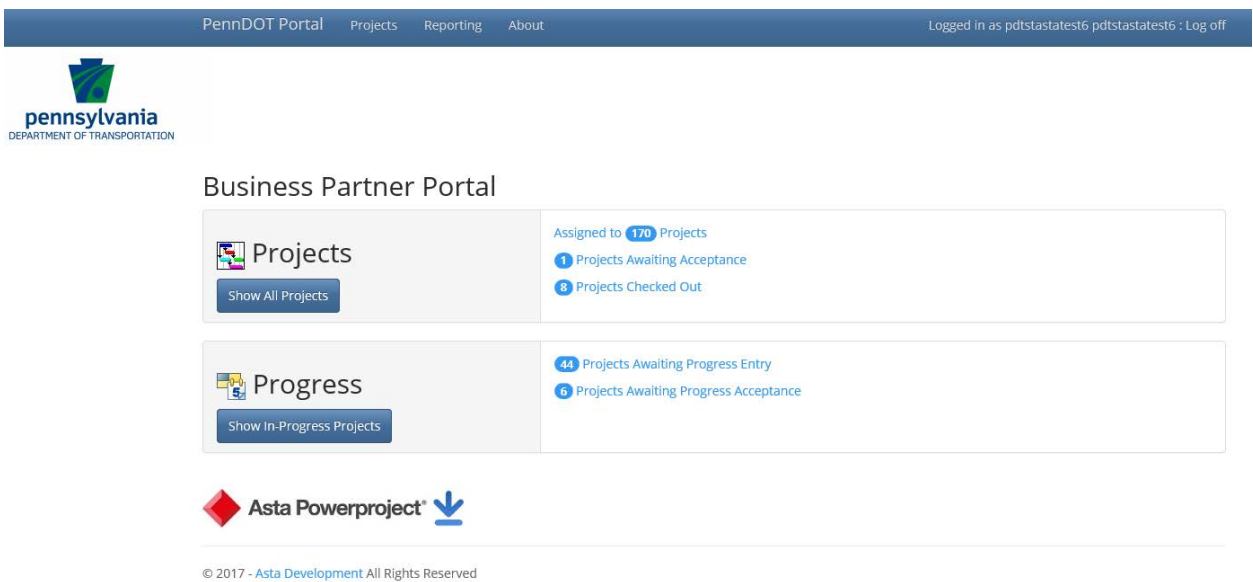 PennDOT Portal Projects Reporting About Logged in as pdtstastatest6 pdtstastatest6 : Log off
pennsylvania
DEPARTMENT OF TRANSPORTATION
Business Partner Portal
Projects
Show All Projects
Assigned to 170 Projects
1 Projects Awaiting Acceptance
8 Projects Checked Out
Progress
Show In-Progress Projects
44 Projects Awaiting Progress Entry
6 Projects Awaiting Progress Acceptance
Asta Powerproject®
© 2017 - Asta Development All Rights Reserved